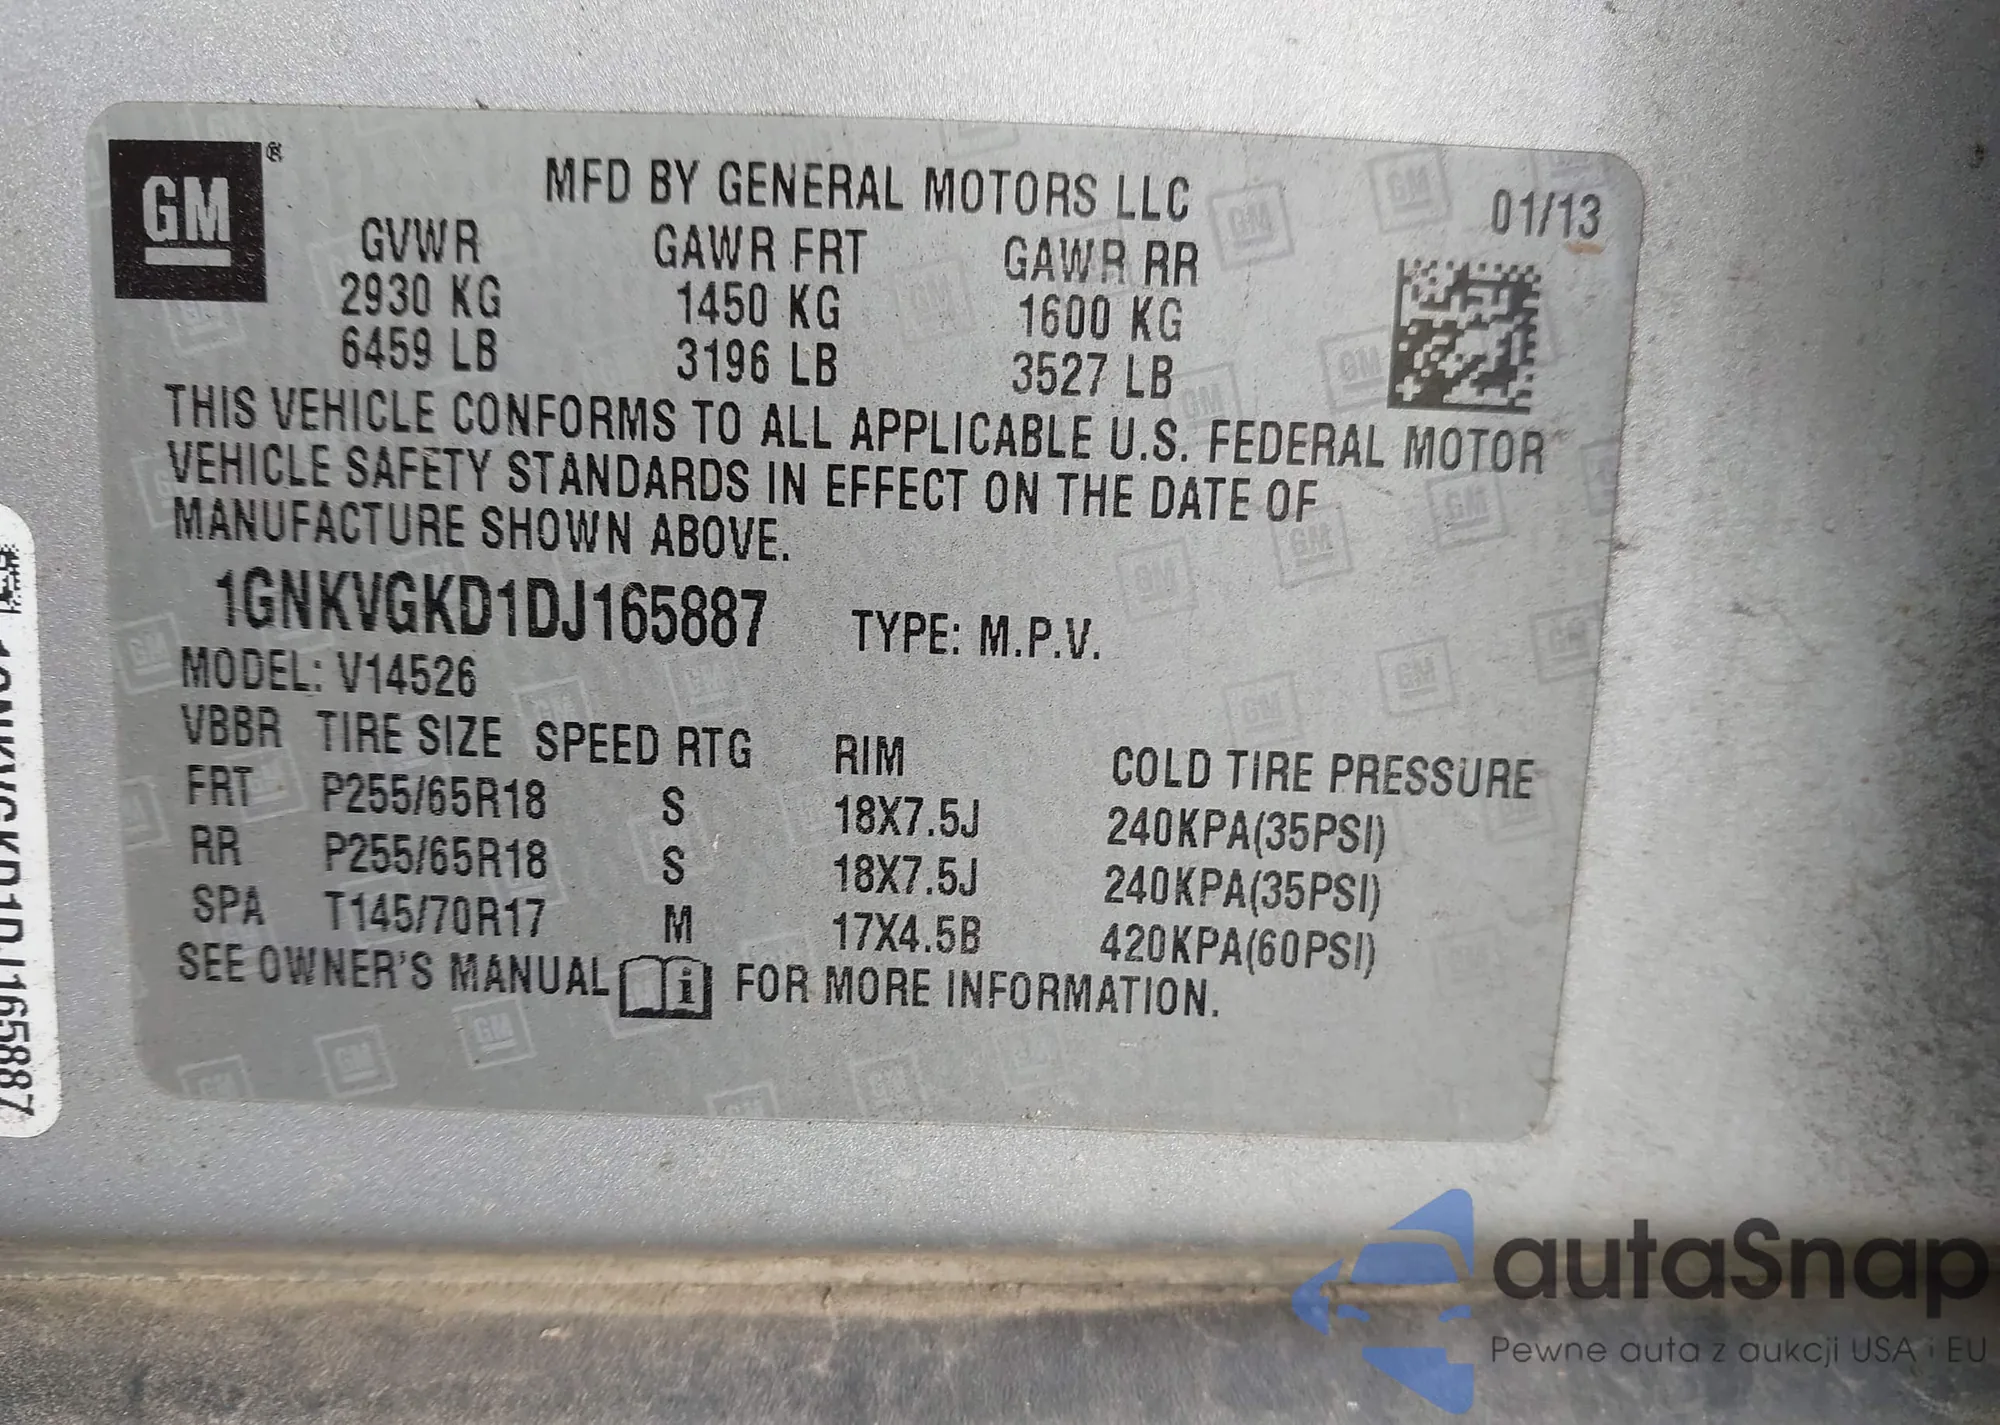 GM ®
MFD BY GENERAL MOTORS LLC 01/13
GVWR GAWR FRT GAWR RR
2930 KG 1450 KG 1600 KG
6459 LB 3196 LB 3527 LB
THIS VEHICLE CONFORMS TO ALL APPLICABLE U.S. FEDERAL MOTOR
VEHICLE SAFETY STANDARDS IN EFFECT ON THE DATE OF
MANUFACTURE SHOWN ABOVE.
1GNKVGKD1DJ165887 TYPE: M.P.V.
MODEL: V14526
VBBR TIRE SIZE SPEED RTG RIM COLD TIRE PRESSURE
FRT P255/65R18 S 18X7.5J 240KPA(35PSI)
RR P255/65R18 S 18X7.5J 240KPA(35PSI)
SPA T145/70R17 M 17X4.5B 420KPA(60PSI)
SEE OWNER'S MANUAL i FOR MORE INFORMATION.
1GNKVGKD1DJ165887
autaSnap
Pewne auta z aukcji USA i EU